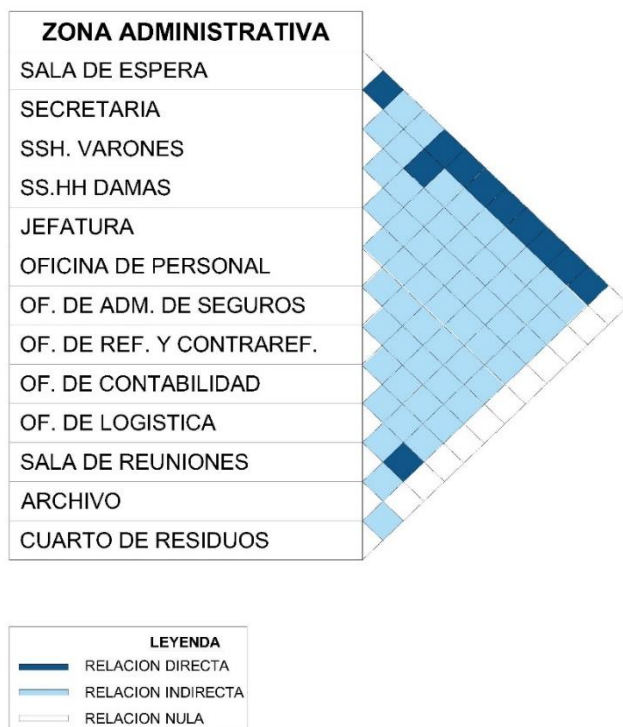 ZONA ADMINISTRATIVA
SALA DE ESPERA
SECRETARIA
SSH. VARONES
SS.HH DAMAS
JEFATURA
OFICINA DE PERSONAL
OF. DE ADM. DE SEGUROS
OF. DE REF. Y CONTRAREF.
OF. DE CONTABILIDAD
OF. DE LOGISTICA
SALA DE REUNIONES
ARCHIVO
CUARTO DE RESIDUOS
LEYENDA
RELACION DIRECTA
RELACION INDIRECTA
RELACION NULA